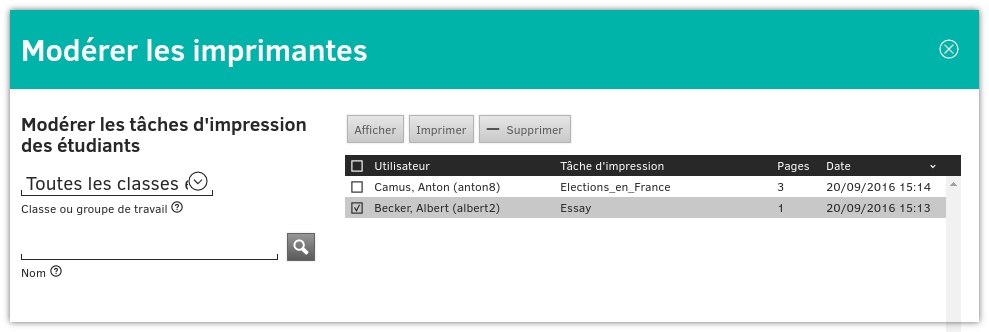 Modérer les imprimantes
Modérer les tâches d'impression
des étudiants
Toutes les classes
Classe ou groupe de travail
Nom
Afficher Imprimer Supprimer
Utilisateur Tâche d'impression Pages Date
Camus, Anton (anton8) Elections_en_France 3 20/09/2016 15:14
Becker, Albert (albert2) Essay 1 20/09/2016 15:13